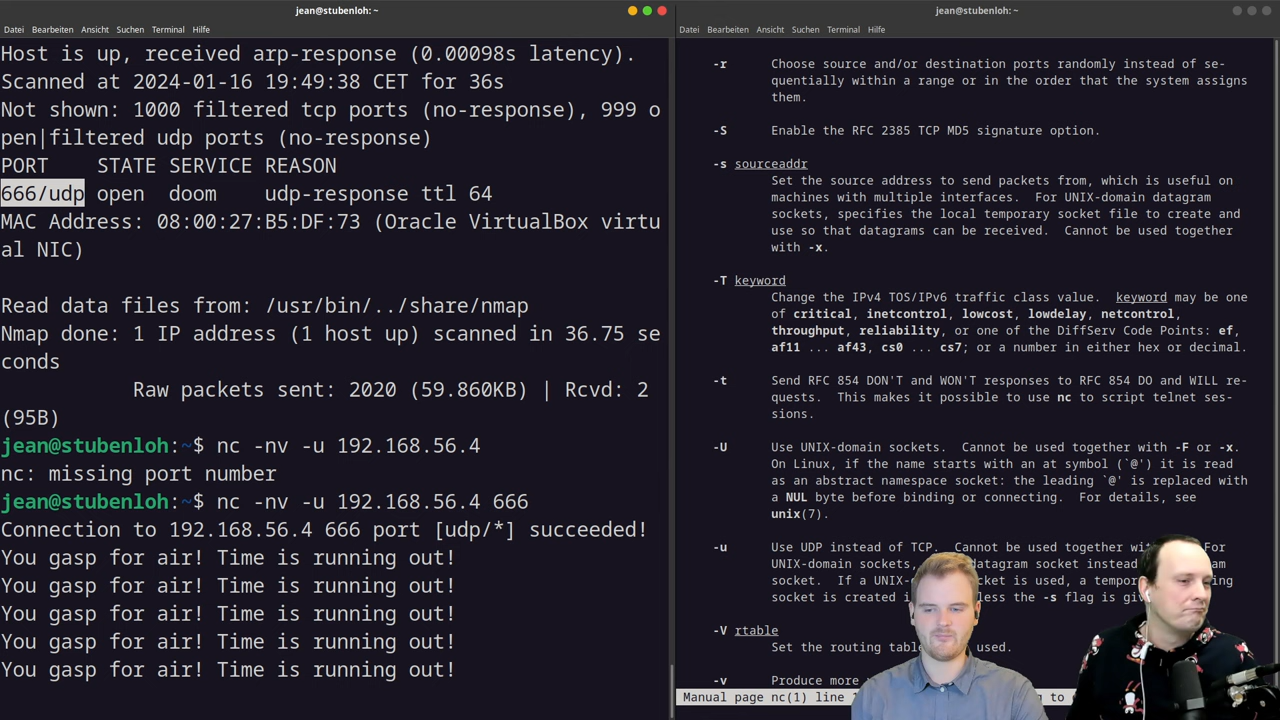 jean@stubenloh: ~
Datei Bearbeiten Ansicht Suchen Terminal Hilfe
Host is up, received arp-response (0.00098s latency).
Scanned at 2024-01-16 19:49:38 CET for 36s
Not shown: 1000 filtered tcp ports (no-response), 999 o
pen|filtered udp ports (no-response)
PORT STATE SERVICE REASON
666/udp open doom udp-response ttl 64
MAC Address: 08:00:27:B5:DF:73 (Oracle VirtualBox virtu
al NIC)
Read data files from: /usr/bin/../share/nmap
Nmap done: 1 IP address (1 host up) scanned in 36.75 se
conds
Raw packets sent: 2020 (59.860KB) | Rcvd: 2
(95B)
jean@stubenloh:~$ nc -nv -u 192.168.56.4
nc: missing port number
jean@stubenloh:~$ nc -nv -u 192.168.56.4 666
Connection to 192.168.56.4 666 port [udp/*] succeeded!
You gasp for air! Time is running out!
You gasp for air! Time is running out!
You gasp for air! Time is running out!
You gasp for air! Time is running out!
You gasp for air! Time is running out!
jean@stubenloh: ~
Datei Bearbeiten Ansicht Suchen Terminal Hilfe
-r Choose source and/or destination ports randomly instead of se-
quentially within a range or in the order that the system assigns
them.
-S Enable the RFC 2385 TCP MD5 signature option.
-s sourceaddr
Set the source address to send packets from, which is useful on
machines with multiple interfaces. For UNIX-domain datagram
sockets, specifies the local temporary socket file to create and
use so that datagrams can be received. Cannot be used together
with -x.
-T keyword
Change the IPv4 TOS/IPv6 traffic class value. keyword may be one
of critical, inetcontrol, lowcost, lowdelay, netcontrol,
throughput, reliability, or one of the DiffServ Code Points: ef,
af11 ... af43, cs0 ... cs7; or a number in either hex or decimal.
-t Send RFC 854 DON'T and WON'T responses to RFC 854 DO and WILL re-
quests. This makes it possible to use nc to script telnet ses-
sions.
-U Use UNIX-domain sockets. Cannot be used together with -F or -x.
On Linux, if the name starts with an at symbol (`@') it is read
as an abstract namespace socket: the leading `@' is replaced with
a NUL byte before binding or connecting. For details, see
unix(7).
-u Use UDP instead of TCP. Cannot be used together For
UNIX-domain sockets, datagram socket instead
socket. If a UNIX- socket is used, a
socket is created -s flag is
-V rtable
Set the routing used.
-v Produce more
Manual page nc(1) line